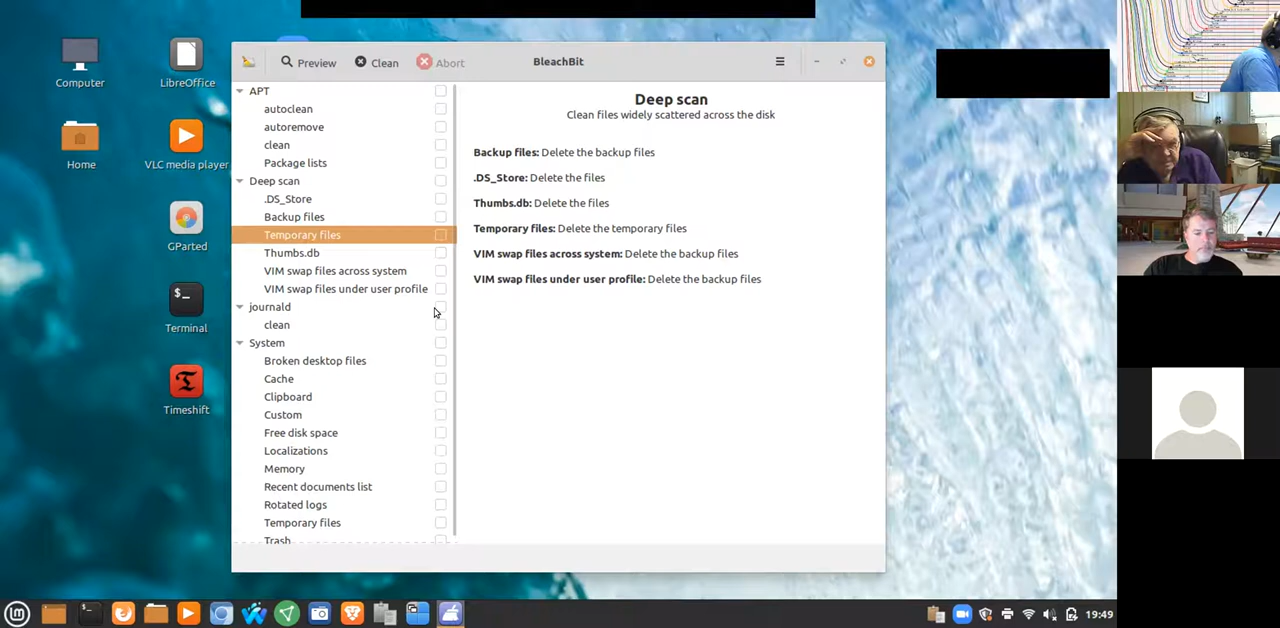 Computer
LibreOffice
Home
VLC media player
GParted
Terminal
Timeshift
Preview
Clean
Abort
BleachBit
APT
autoclean
autoremove
clean
Package lists
Deep scan
.DS_Store
Backup files
Temporary files
Thumbs.db
VIM swap files across system
VIM swap files under user profile
journald
clean
System
Broken desktop files
Cache
Clipboard
Custom
Free disk space
Localizations
Memory
Recent documents list
Rotated logs
Temporary files
Trash
Deep scan
Clean files widely scattered across the disk
Backup files: Delete the backup files
.DS_Store: Delete the files
Thumbs.db: Delete the files
Temporary files: Delete the temporary files
VIM swap files across system: Delete the backup files
VIM swap files under user profile: Delete the backup files
19:49